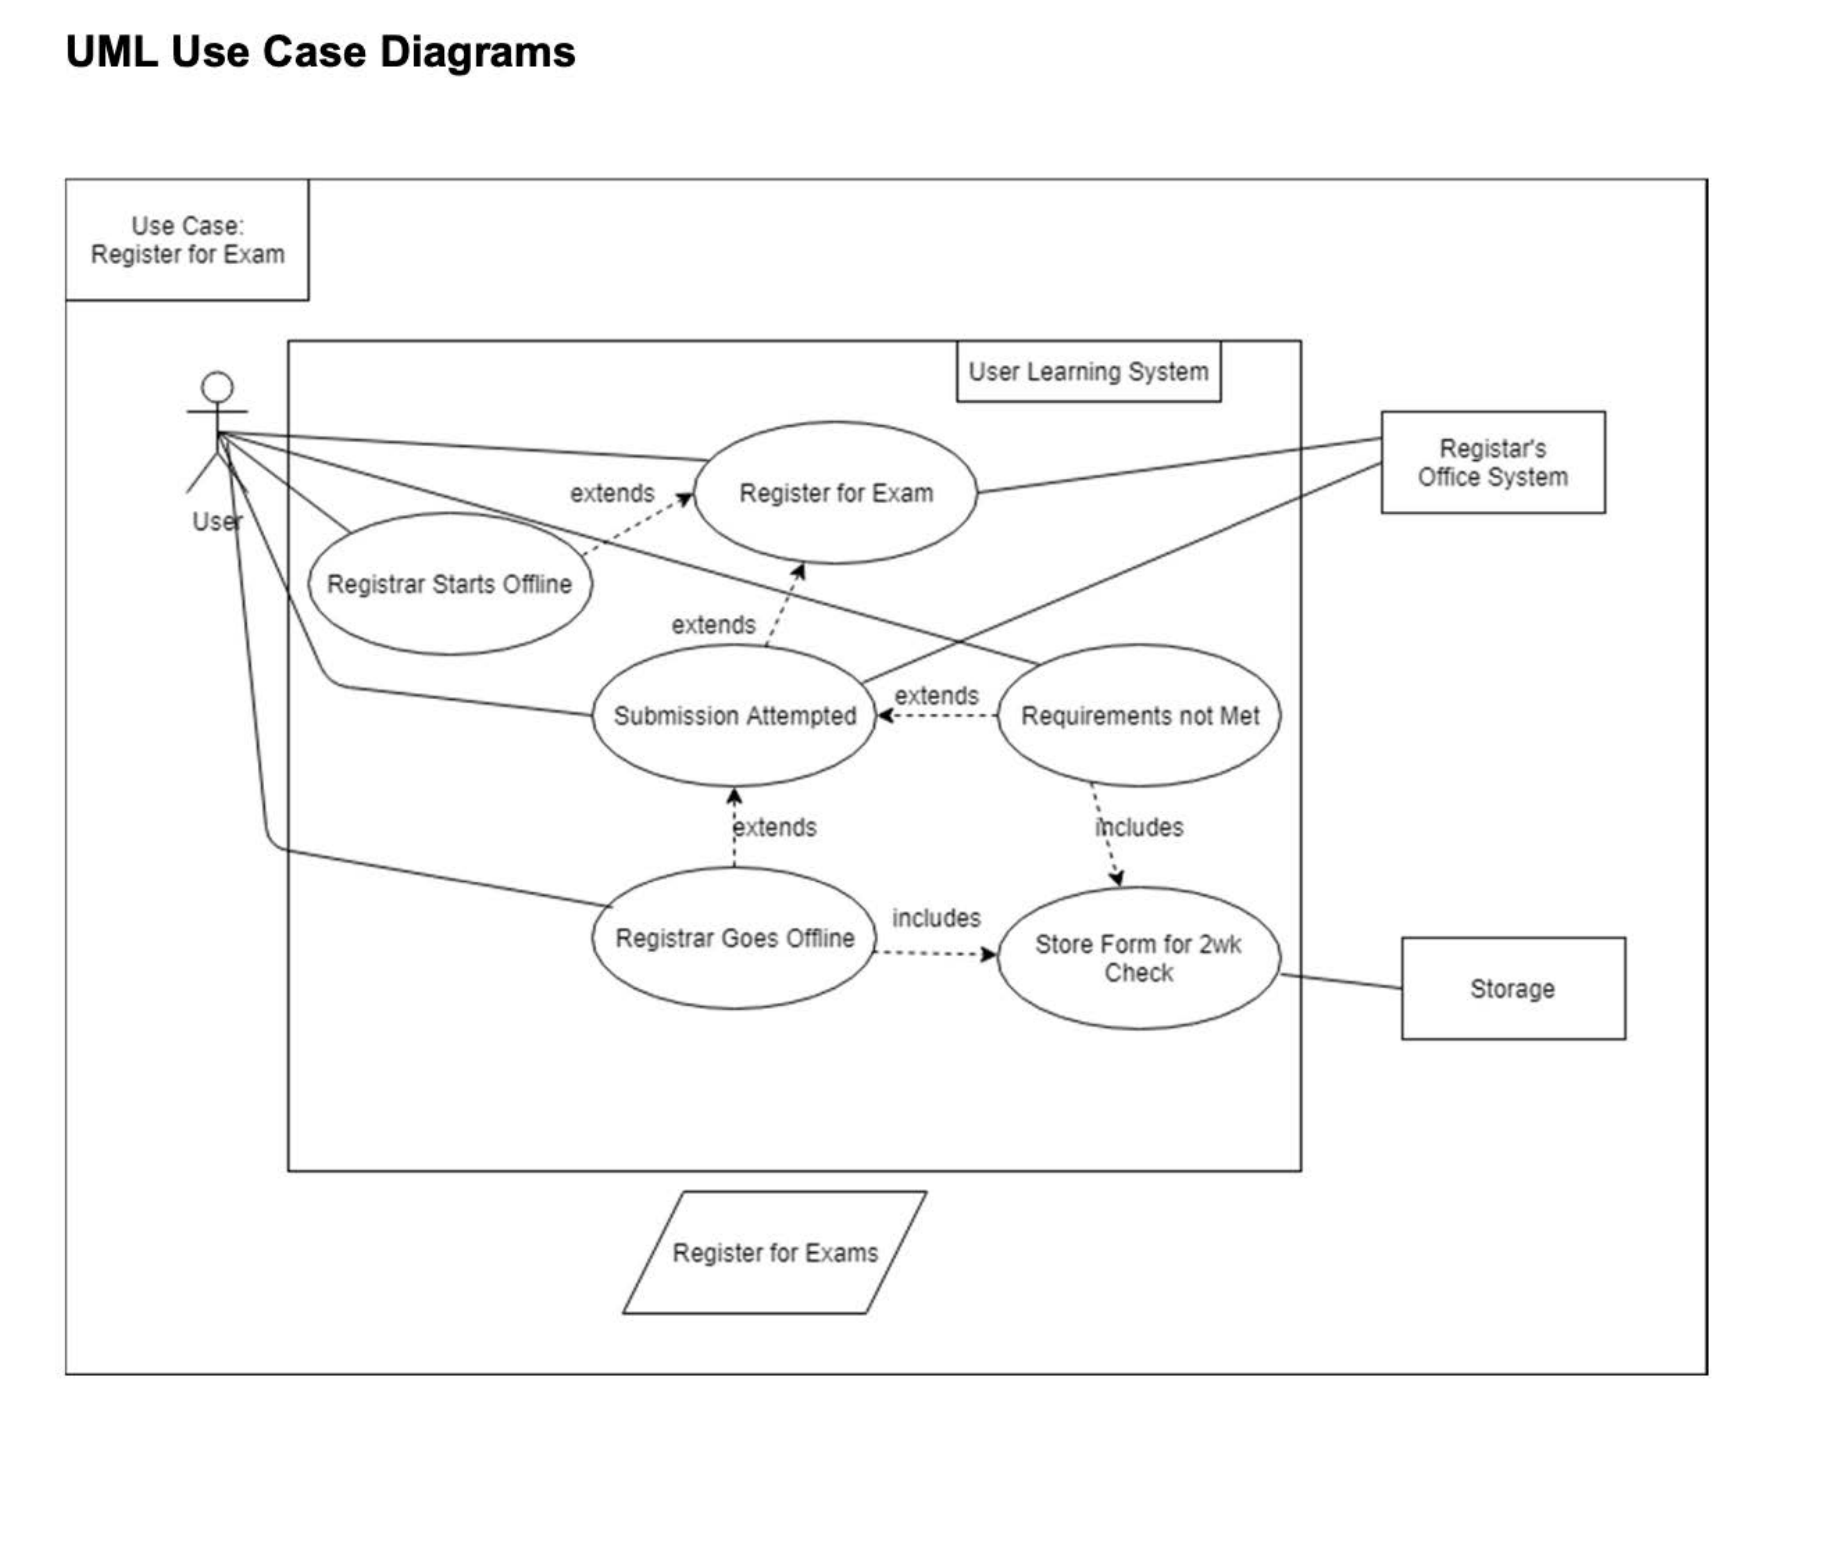 UML Use Case Diagrams
Use Case:
Register for Exam
User Learning System
User
Register for Exam
Registar's
Office System
extends
Registrar Starts Offline
extends
Submission Attempted
extends
Requirements not Met
extends
includes
Registrar Goes Offline
includes
Store Form for 2wk
Check
Storage
Register for Exams